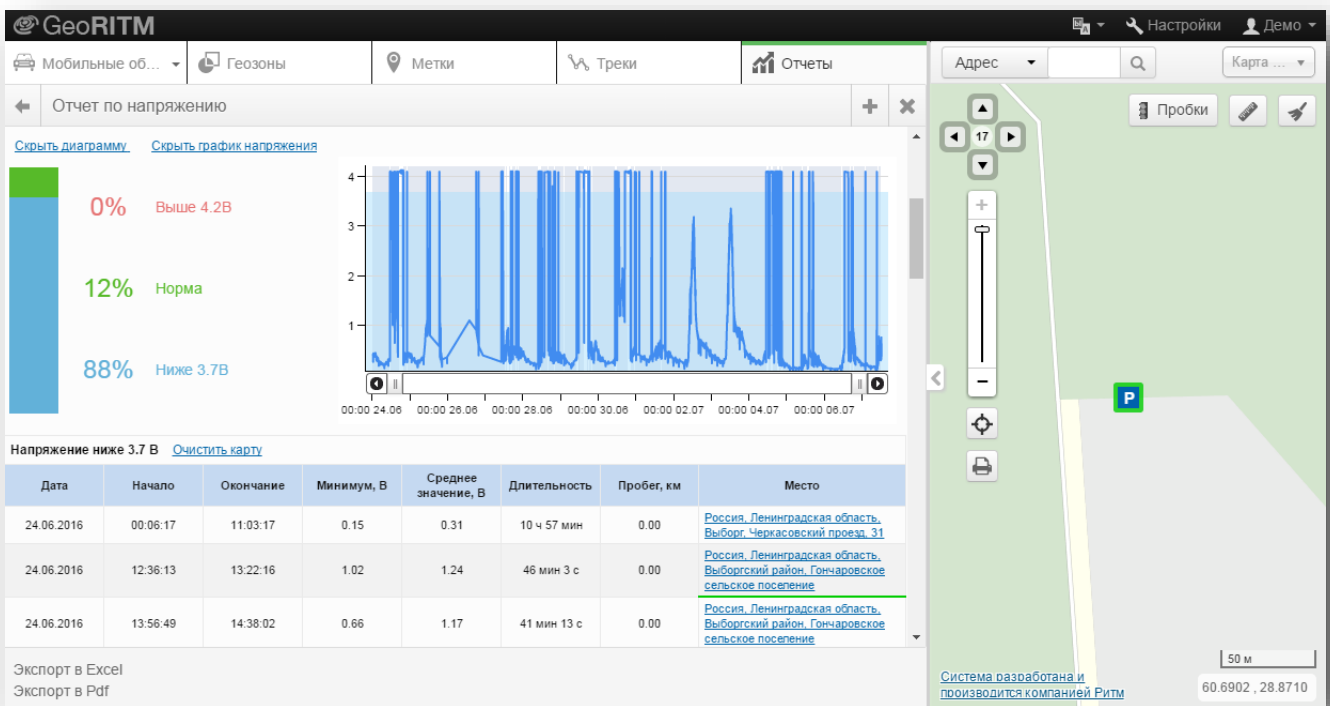 GeoRITM
Настройки
Демо
Мобильные об...
Геозоны
Метки
Треки
Отчеты
Адрес
Карта ...
Отчет по напряжению
Пробки
17
Скрыть диаграмму
Скрыть график напряжения
0% Выше 4.2В
12% Норма
88% Ниже 3.7В
4
3
2
1
00:00 24.06 00:00 26.06 00:00 28.06 00:00 30.06 00:00 02.07 00:00 04.07 00:00 06.07
P
Напряжение ниже 3.7 В Очистить карту
Дата Начало Окончание Минимум, В Среднее значение, В Длительность Пробег, км Место
24.06.2016 00:06:17 11:03:17 0.15 0.31 10 ч 57 мин 0.00 Россия, Ленинградская область,
Выборг, Черкасовский проезд, 31
24.06.2016 12:36:13 13:22:16 1.02 1.24 46 мин 3 с 0.00 Россия, Ленинградская область,
Выборгский район, Гончаровское
сельское поселение
24.06.2016 13:56:49 14:38:02 0.66 1.17 41 мин 13 с 0.00 Россия, Ленинградская область,
Выборгский район, Гончаровское
сельское поселение
Экспорт в Excel
Экспорт в Pdf
50 м
Система разработана и
производится компанией Ритм
60.6902 , 28.8710